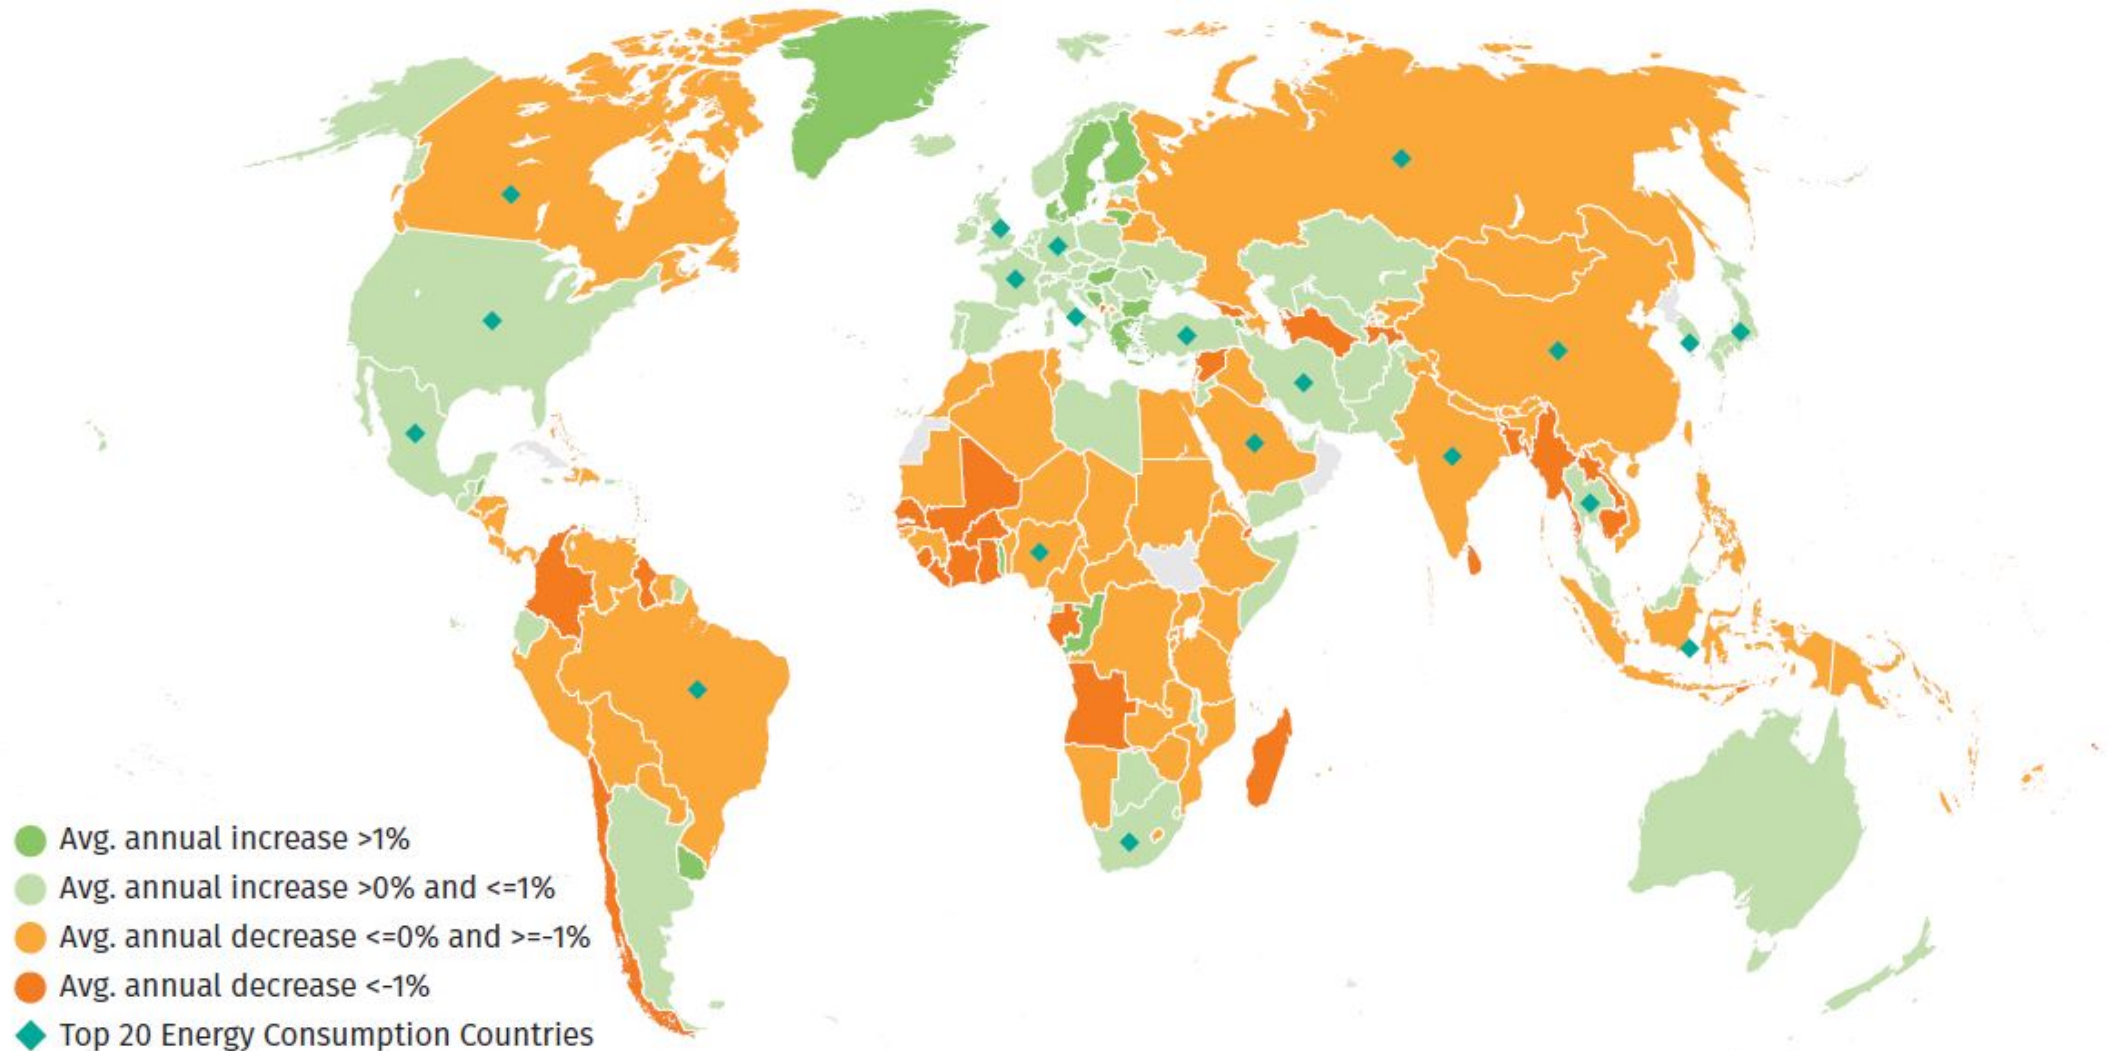 Avg. annual increase >1%
Avg. annual increase >0% and <=1%
Avg. annual decrease <=0% and >=-1%
Avg. annual decrease <-1%
Top 20 Energy Consumption Countries